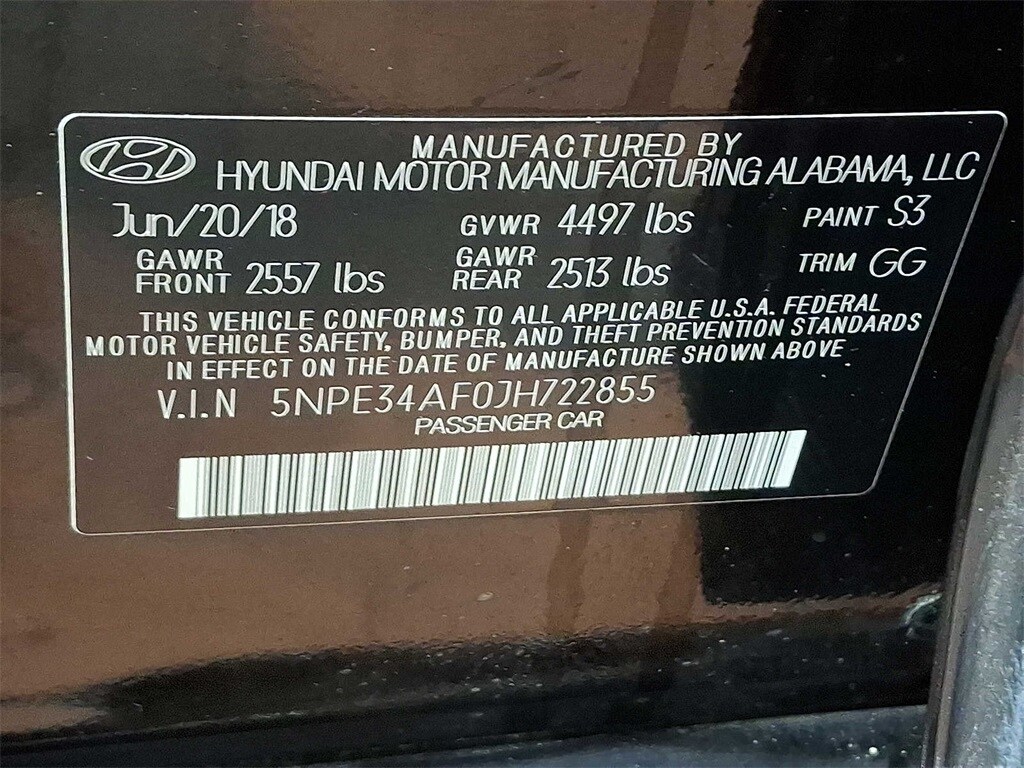 MANUFACTURED BY
HYUNDAI MOTOR MANUFACTURING ALABAMA, LLC
Jun/20/18 GVWR 4497 lbs PAINT S3
GAWR FRONT 2557 lbs GAWR REAR 2513 lbs TRIM GG
THIS VEHICLE CONFORMS TO ALL APPLICABLE U.S.A. FEDERAL
MOTOR VEHICLE SAFETY, BUMPER, AND THEFT PREVENTION STANDARDS
IN EFFECT ON THE DATE OF MANUFACTURE SHOWN ABOVE
V.I.N 5NPE34AF0JH722855
PASSENGER CAR